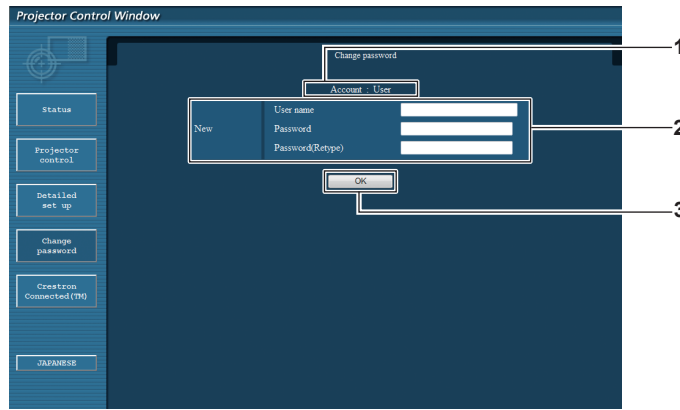 Projector Control Window
Change password
1
Account : User
Status
New
User name
Password
Password(Retype)
2
Projector
control
OK
Detailed
set up
3
Change
password
Crestron
Connected(TM)
JAPANESE